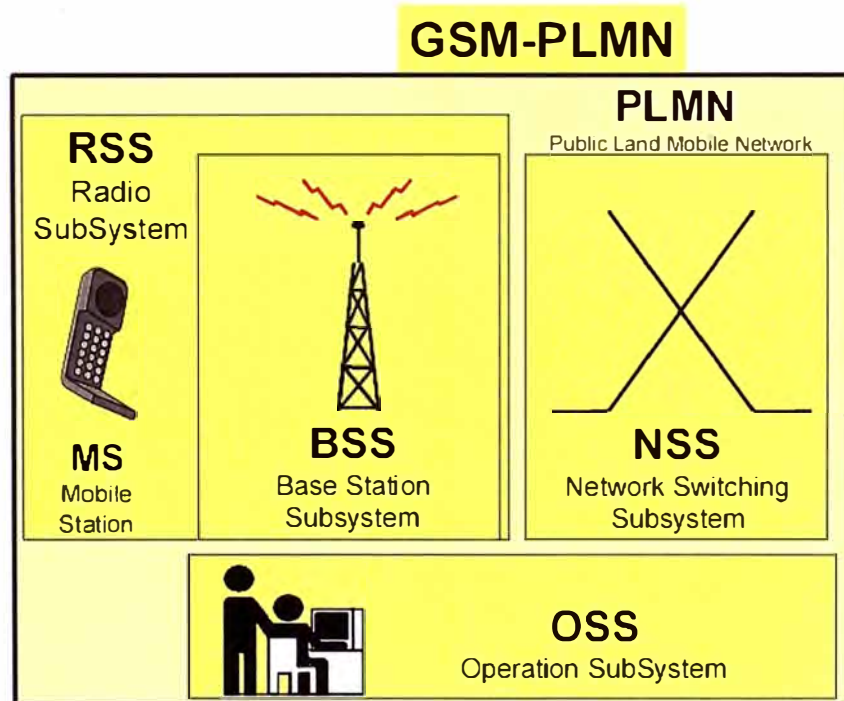 GSM-PLMN
PLMN
Public Land Mobile Network
RSS
Radio
SubSystem
MS
Mobile
Station
BSS
Base Station
Subsystem
NSS
Network Switching
Subsystem
OSS
Operation SubSystem